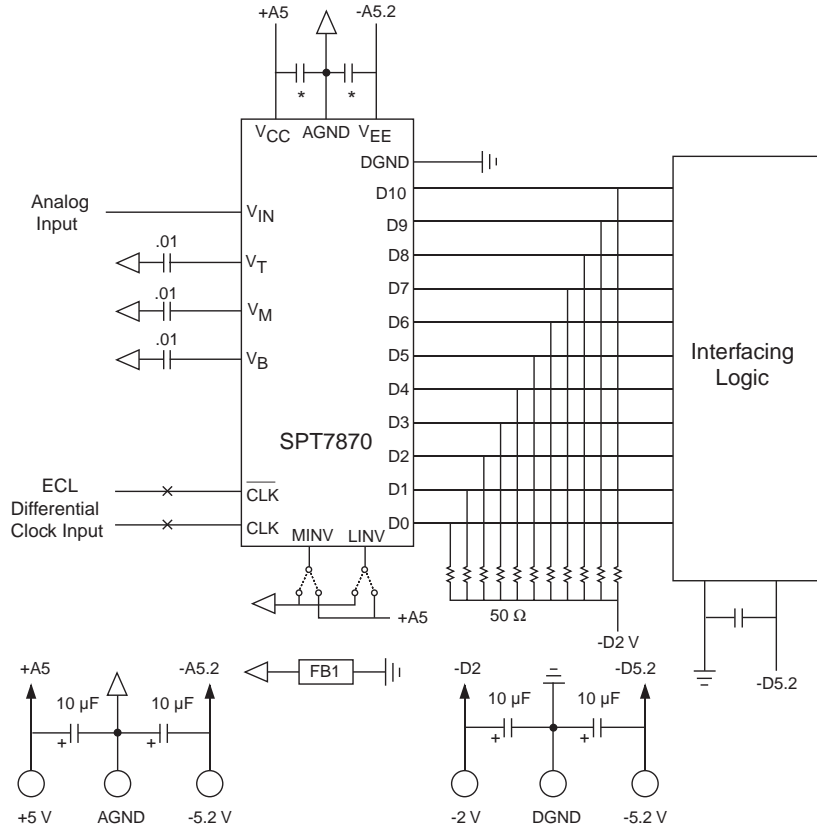 +A5
-A5.2
*
*
VCC
AGND
VEE
DGND
D10
Analog
Input
VIN
D9
.01
VT
D8
D7
.01
VM
D6
.01
VB
D5
Interfacing
Logic
D4
D3
SPT7870
D2
ECL
Differential
Clock Input
CLK
D1
CLK
MINV
LINV
D0
+A5
50 Ω
-D2 V
-D5.2
FB1
+A5
-A5.2
10 µF
10 µF
+
+
+5 V
AGND
-5.2 V
-D2
-D5.2
10 µF
10 µF
+
+
-2 V
DGND
-5.2 V